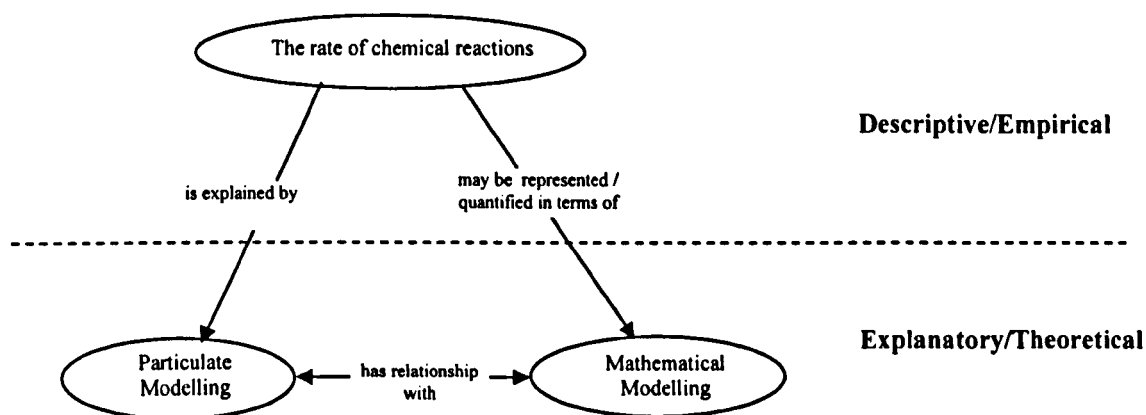 The rate of chemical reactions
Descriptive/Empirical
is explained by
may be represented /
quantified in terms of
Explanatory/Theoretical
Particulate
Modelling
has relationship
with
Mathematical
Modelling